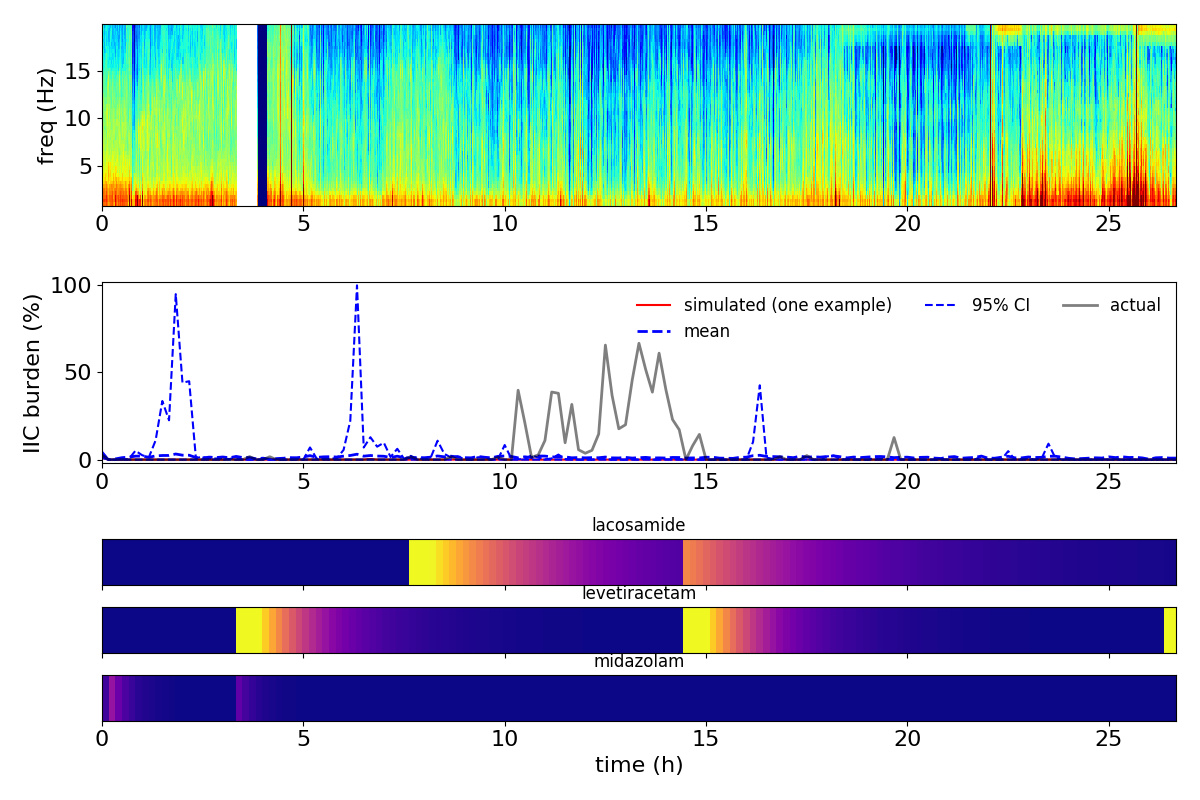 freq (Hz)
15
10
5
0 5 10 15 20 25
IIC burden (%)
100
50
0
simulated (one example)
mean
95% CI
actual
0 5 10 15 20 25
lacosamide
levetiracetam
midazolam
0 5 10 15 20 25
time (h)